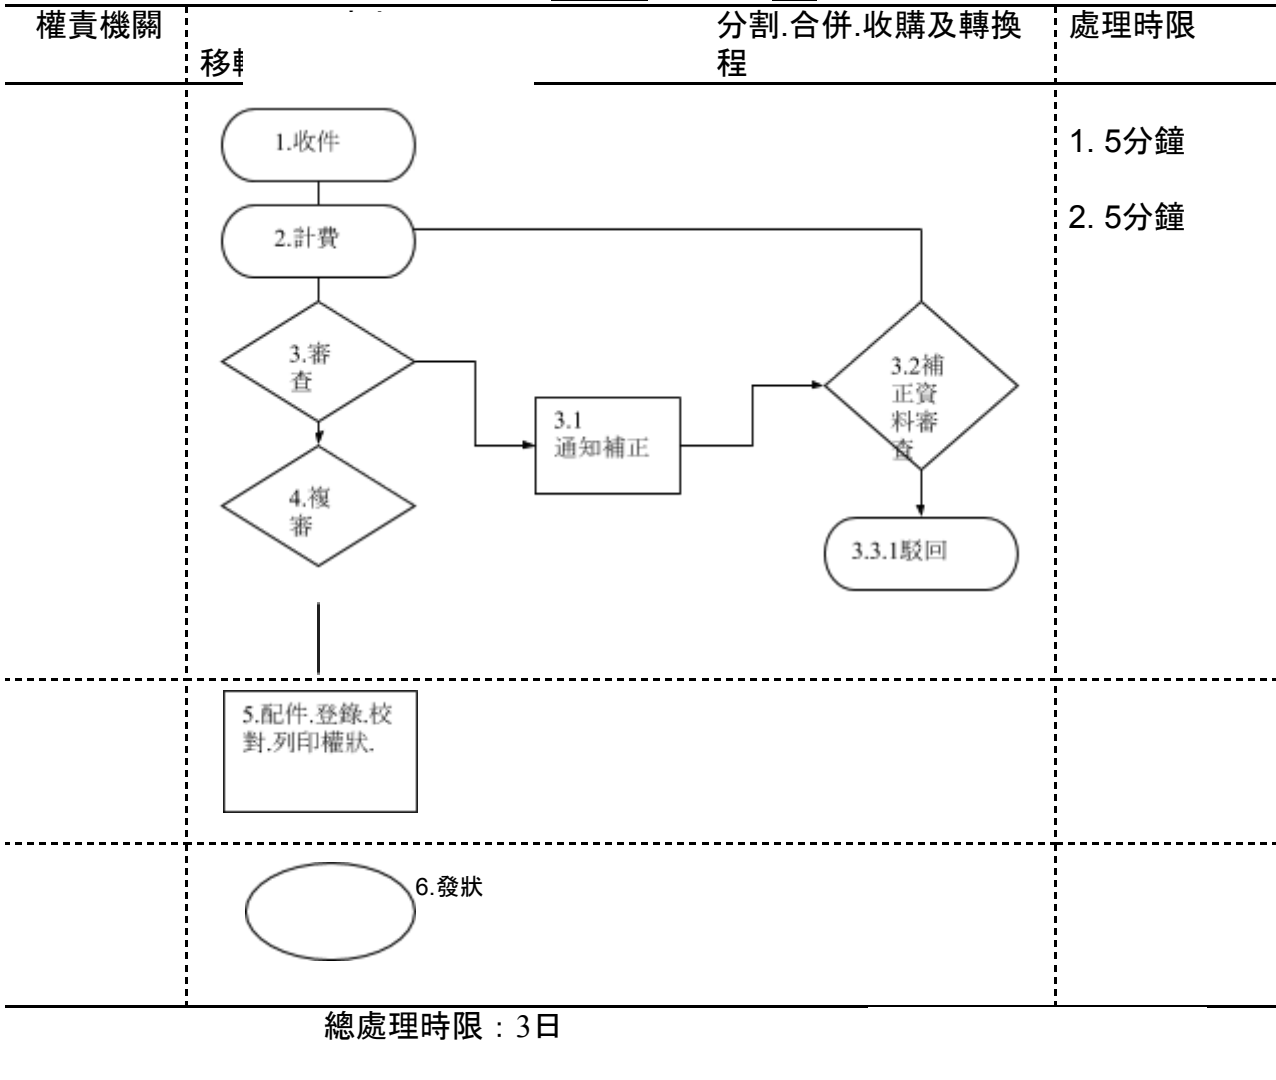 權責機關
分割.合併.收購及轉換
處理時限
移
程
1.收件
1. 5分鐘
2.計費
2. 5分鐘
3.審
查
3.2補
正資
料審
查
3.1
通知補正
4.複
審
3.3.1駁回
5.配件.登錄.校
對.列印權狀.
6.發狀
總處理時限：3日